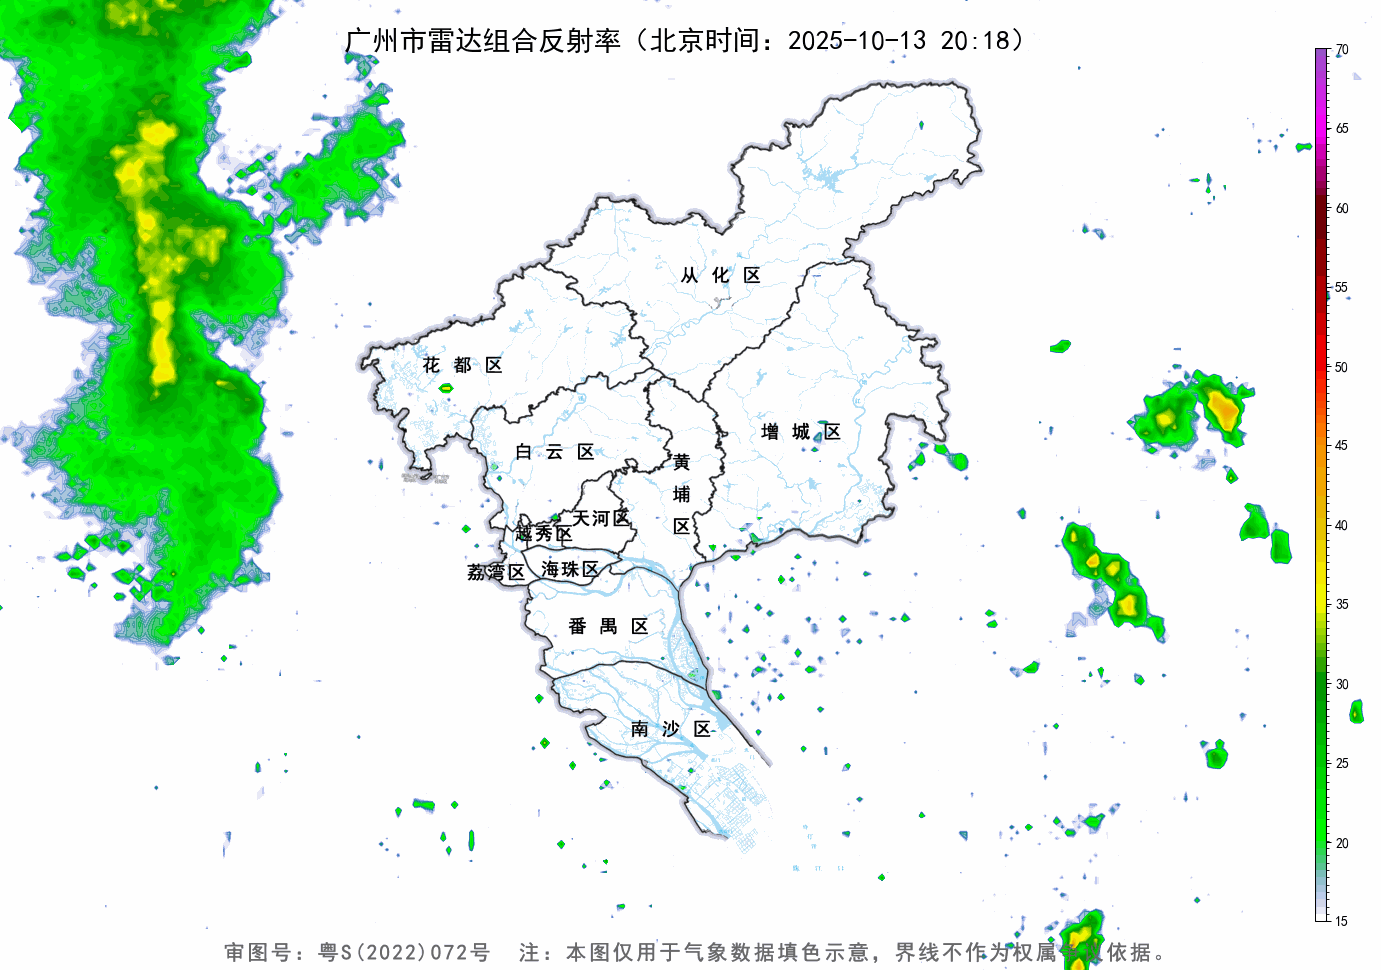 广州市雷达组合反射率（北京时间：2025-10-13 20:18）
70
65
60
55
50
45
40
35
30
25
20
15
从化区
花都区
增城区
白云区
黄埔区
天河区
越秀区
荔湾区
海珠区
番禺区
南沙区
审图号：粤S(2022)072号 注：本图仅用于气象数据填色示意，界线不作为权属争议依据。